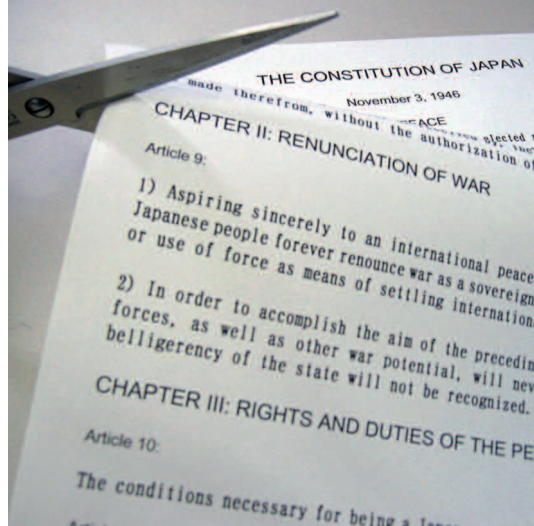 THE CONSTITUTION OF JAPAN
November 3, 1946
made therefrom, without the authorization of
CHAPTER II: RENUNCIATION OF WAR
Article 9:
1) Aspiring sincerely to an international peace
Japanese people forever renounce war as a sovereign
or use of force as means of settling internation
2) In order to accomplish the aim of the precedin
forces, as well as other war potential, will nev
belligerency of the state will not be recognized.
CHAPTER III: RIGHTS AND DUTIES OF THE PE
Article 10:
The conditions necessary for being a